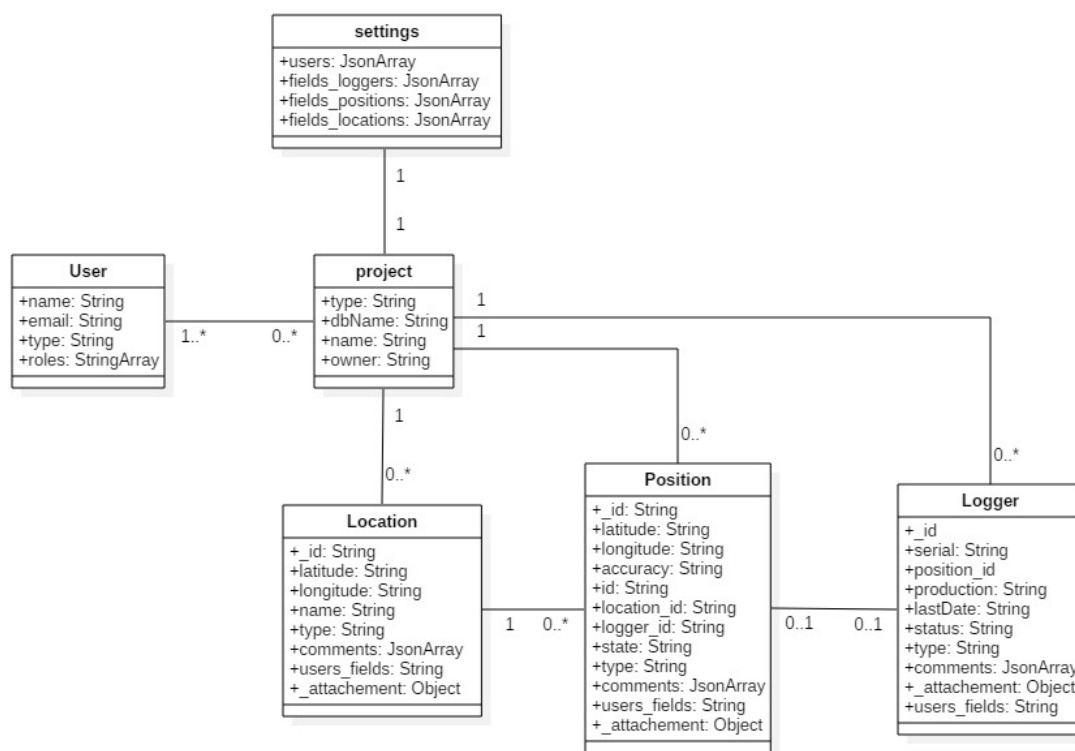 settings
+users: JsonArray
+fields_loggers: JsonArray
+fields_positions: JsonArray
+fields_locations: JsonArray
1
1
User
+name: String
+email: String
+type: String
+roles: StringArray
1..*
0..*
project
+type: String
+dbName: String
+name: String
+owner: String
1
1
1
0..*
0..*
0..*
Location
+_id: String
+latitude: String
+longitude: String
+name: String
+type: String
+comments: JsonArray
+users_fields: String
+_attachement: Object
1
0..*
Position
+_id: String
+latitude: String
+longitude: String
+accuracy: String
+id: String
+location_id: String
+logger_id: String
+state: String
+type: String
+comments: JsonArray
+users_fields: String
+_attachement: Object
0..1
0..1
Logger
+_id
+serial: String
+position_id
+production: String
+lastDate: String
+status: String
+type: String
+comments: JsonArray
+_attachement: Object
+users_fields: String